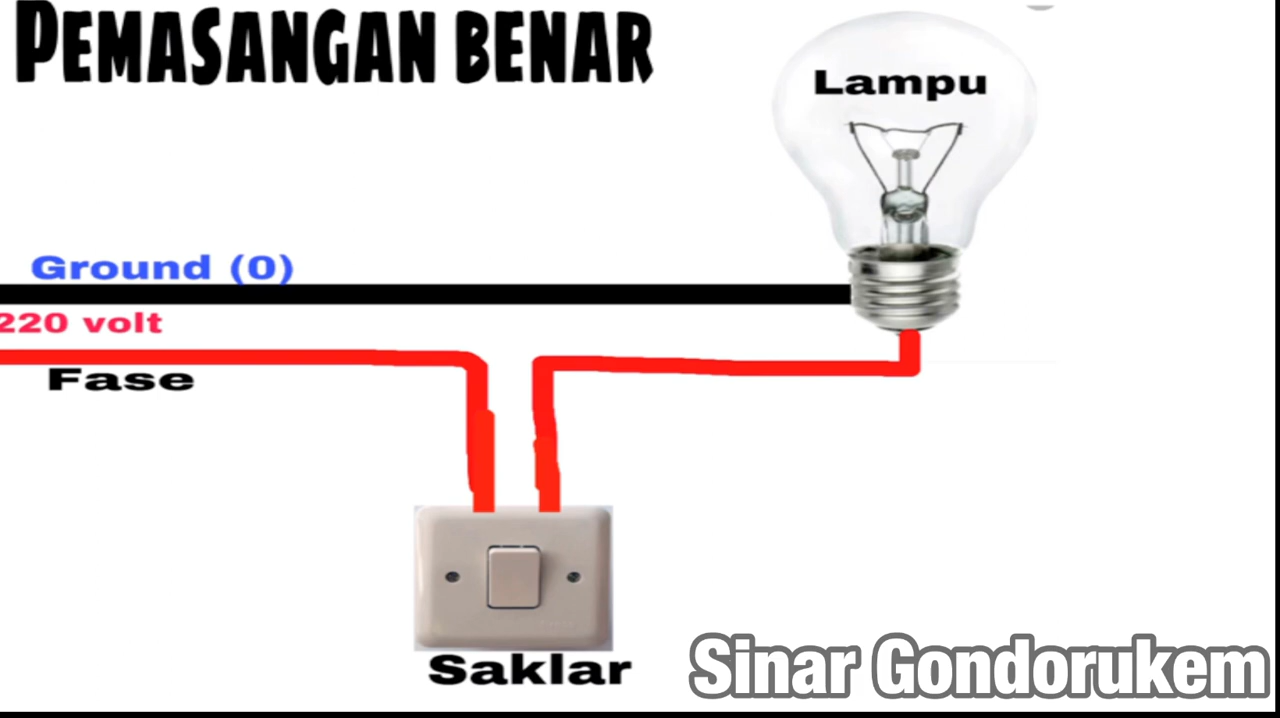 PEMASANGAN BENAR
Lampu
Ground (0)
220 volt
Fase
Saklar
Sinar Gondorukem